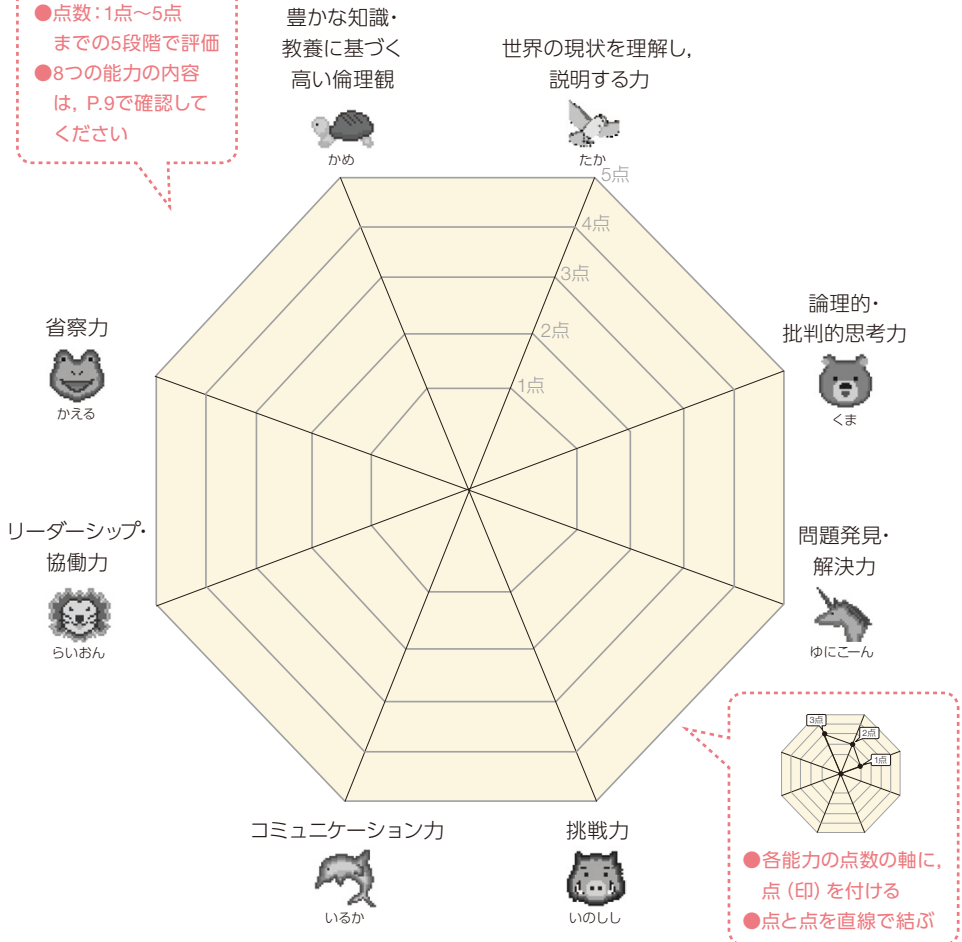 ●点数：1点～5点
までの5段階で評価
●8つの能力の内容
は，P.9で確認して
ください
豊かな知識・
教養に基づく
高い倫理観
かめ
世界の現状を理解し，
説明する力
たか
5点
4点
3点
2点
1点
論理的・
批判的思考力
くま
省察力
かえる
リーダーシップ・
協働力
らいおん
問題発見・
解決力
ゆにこーん
コミュニケーション力
いるか
挑戦力
いのしし
3点
2点
1点
●各能力の点数の軸に，
点（印）を付ける
●点と点を直線で結ぶ